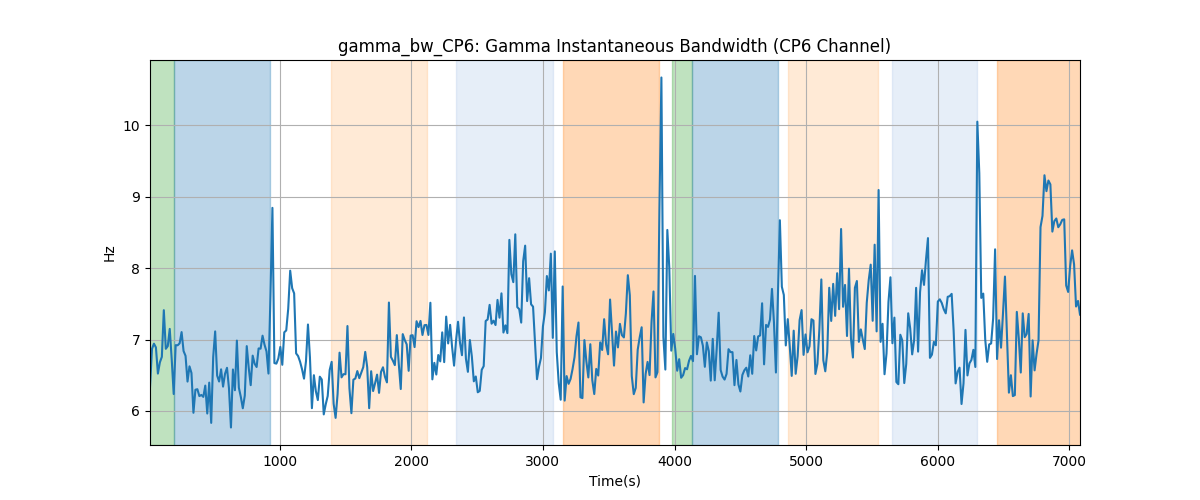 gamma_bw_CP6: Gamma Instantaneous Bandwidth (CP6 Channel)
10
9
8
7
6
Hz
1000 2000 3000 4000 5000 6000 7000
Time(s)